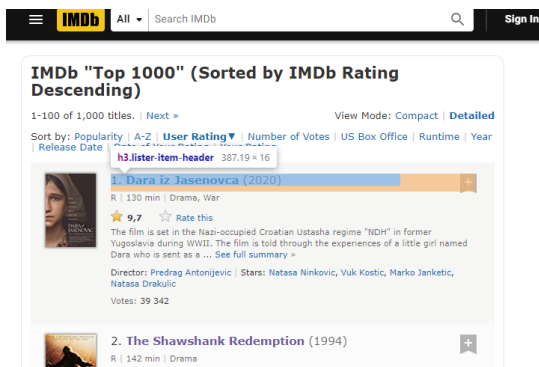 IMDb All Search IMDb Sign In
IMDb "Top 1000" (Sorted by IMDb Rating
Descending)
1-100 of 1,000 titles. | Next » View Mode: Compact | Detailed
Sort by: Popularity | A-Z | User Rating▼ | Number of Votes | US Box Office | Runtime | Year
| Release Date | Date of Your Rating | Your Rating
h3.lister-item-header 387.19 × 16
1. Dara iz Jasenovca (2020)
R | 130 min | Drama, War
9,7 Rate this
The film is set in the Nazi-occupied Croatian Ustasha regime "NDH" in former
Yugoslavia during WWII. The film is told through the experiences of a little girl named
Dara who is sent as a ... See full summary »
Director: Predrag Antonijevic | Stars: Natasa Ninkovic, Vuk Kostic, Marko Janketic,
Natasa Drakulic
Votes: 39 342
2. The Shawshank Redemption (1994)
R | 142 min | Drama